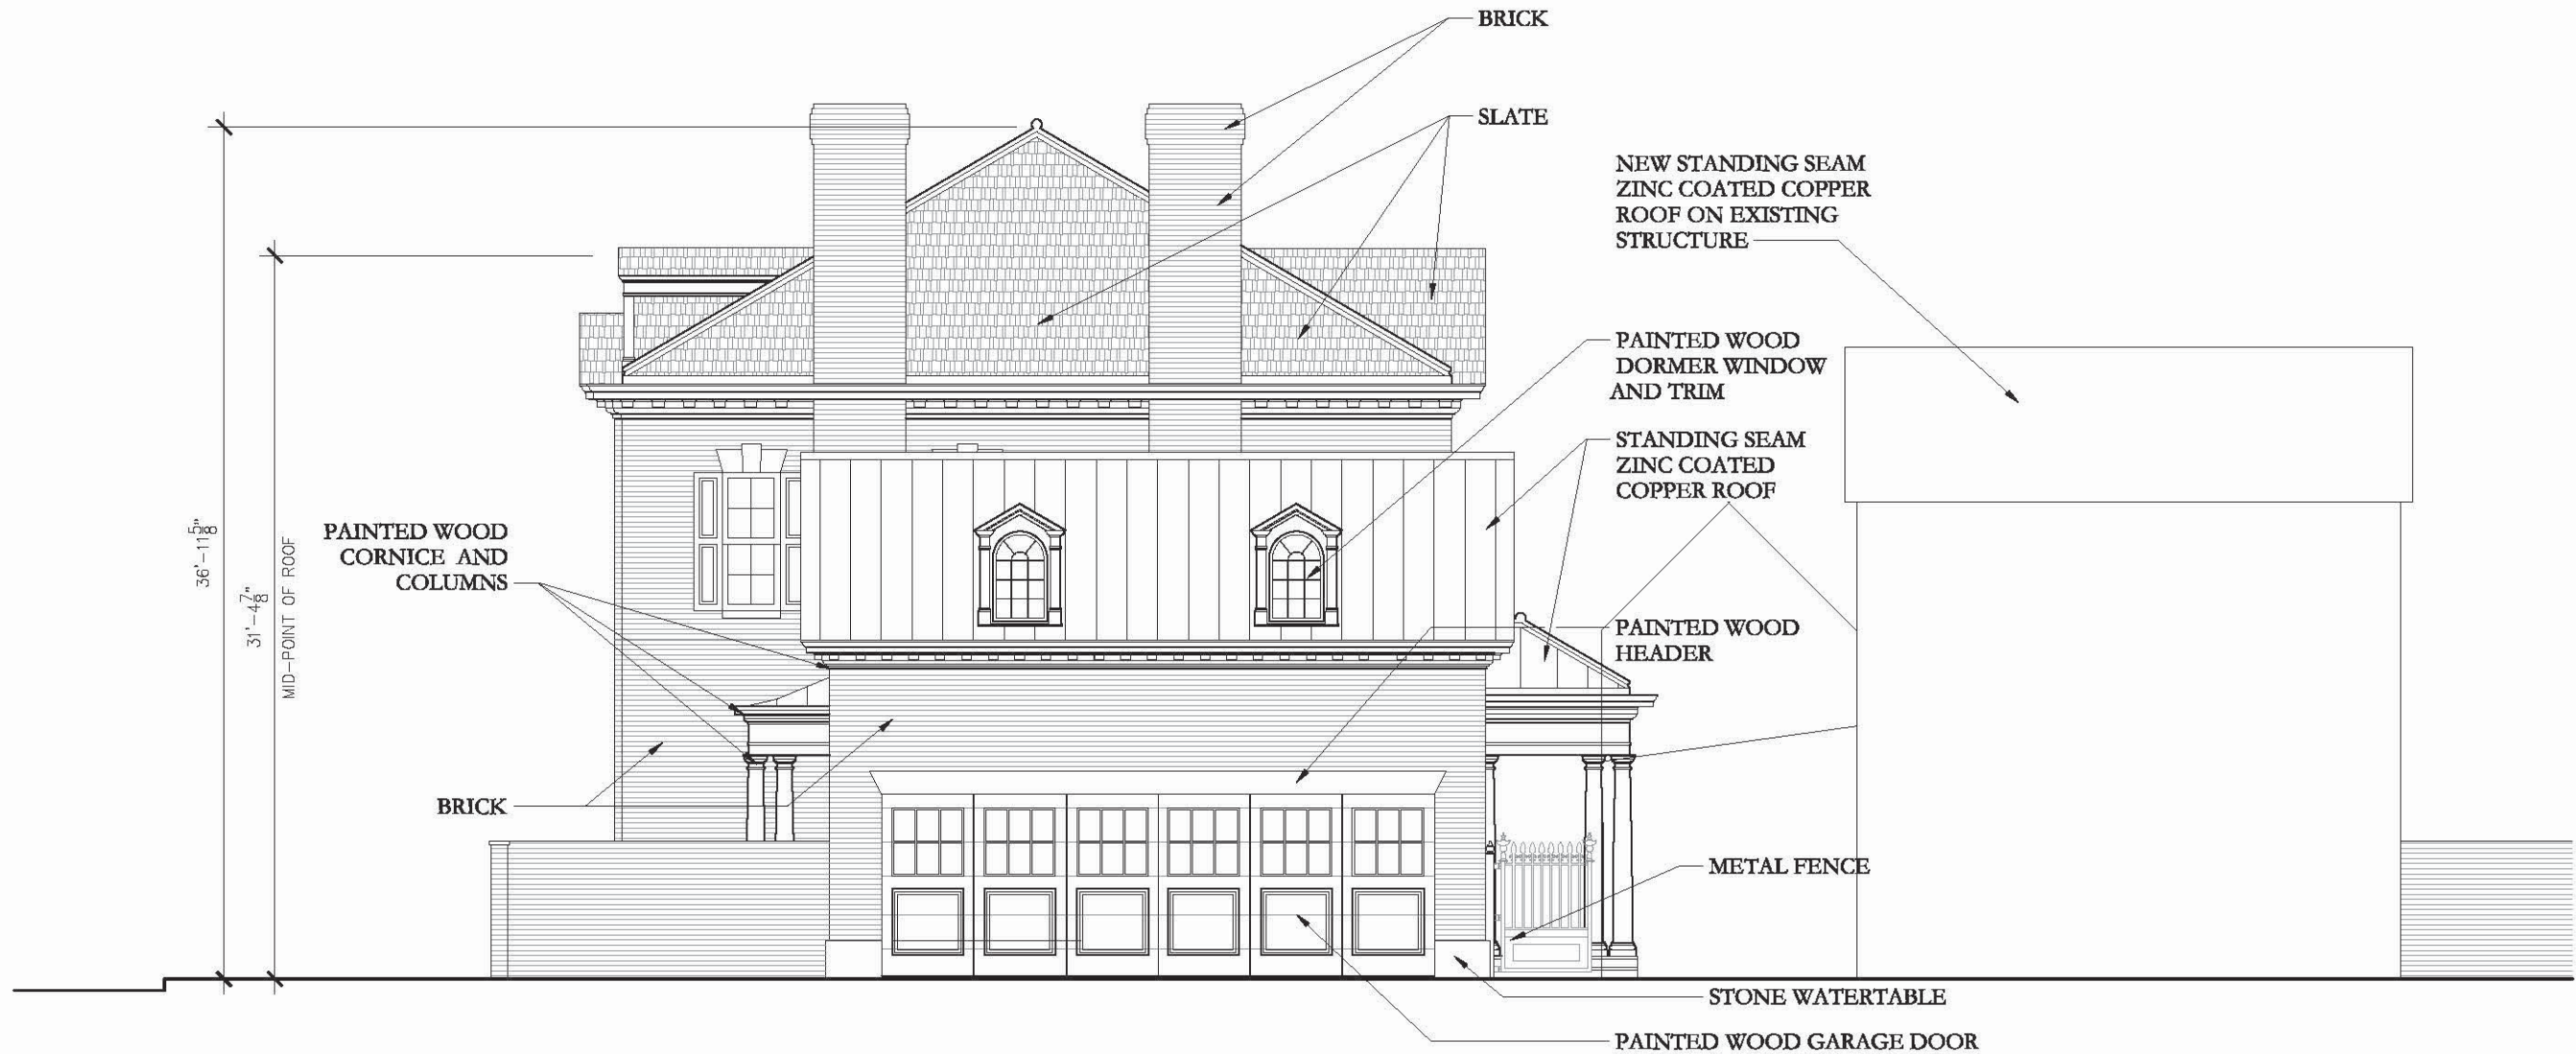 BRICK
SLATE
NEW STANDING SEAM
ZINC COATED COPPER
ROOF ON EXISTING
STRUCTURE
PAINTED WOOD
DORMER WINDOW
AND TRIM
STANDING SEAM
ZINC COATED
COPPER ROOF
PAINTED WOOD
CORNICE AND
COLUMNS
36'-11 5/8"
31'-4 7/8"
MID-POINT OF ROOF
PAINTED WOOD
HEADER
BRICK
METAL FENCE
STONE WATERTABLE
PAINTED WOOD GARAGE DOOR